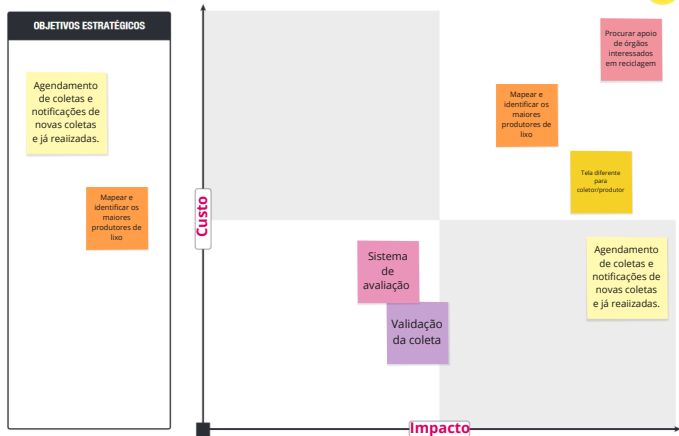 OBJETIVOS ESTRATÉGICOS
Agendamento
de coletas e
notificações de
novas coletas
e já reaiizadas.
Mapear e
identificar os
maiores
produtores de
lixo
Custo
Procurar apoio
de órgãos
interessados
em reciclagem
Mapear e
identificar os
maiores
produtores de
lixo
Tela diferente
para
coletor/produtor
Sistema
de
avaliação
Validação
da coleta
Agendamento
de coletas e
notificações de
novas coletas
e já reaiizadas.
Impacto